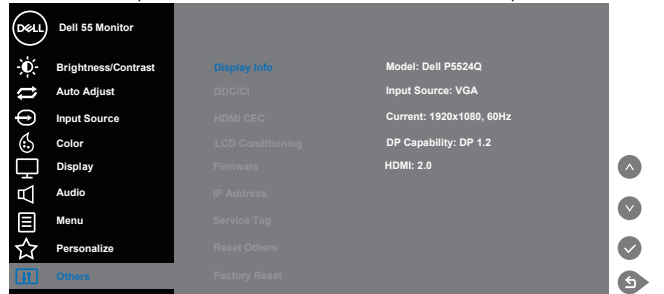 DELL
Dell 55 Monitor
Brightness/Contrast
Auto Adjust
Input Source
Color
Display
Audio
Menu
Personalize
Others
Display Info
DDC/CI
HDMI CEC
LCD Conditioning
Firmware
IP Address
Service Tag
Reset Others
Factory Reset
Model: Dell P5524Q
Input Source: VGA
Current: 1920x1080, 60Hz
DP Capability: DP 1.2
HDMI: 2.0